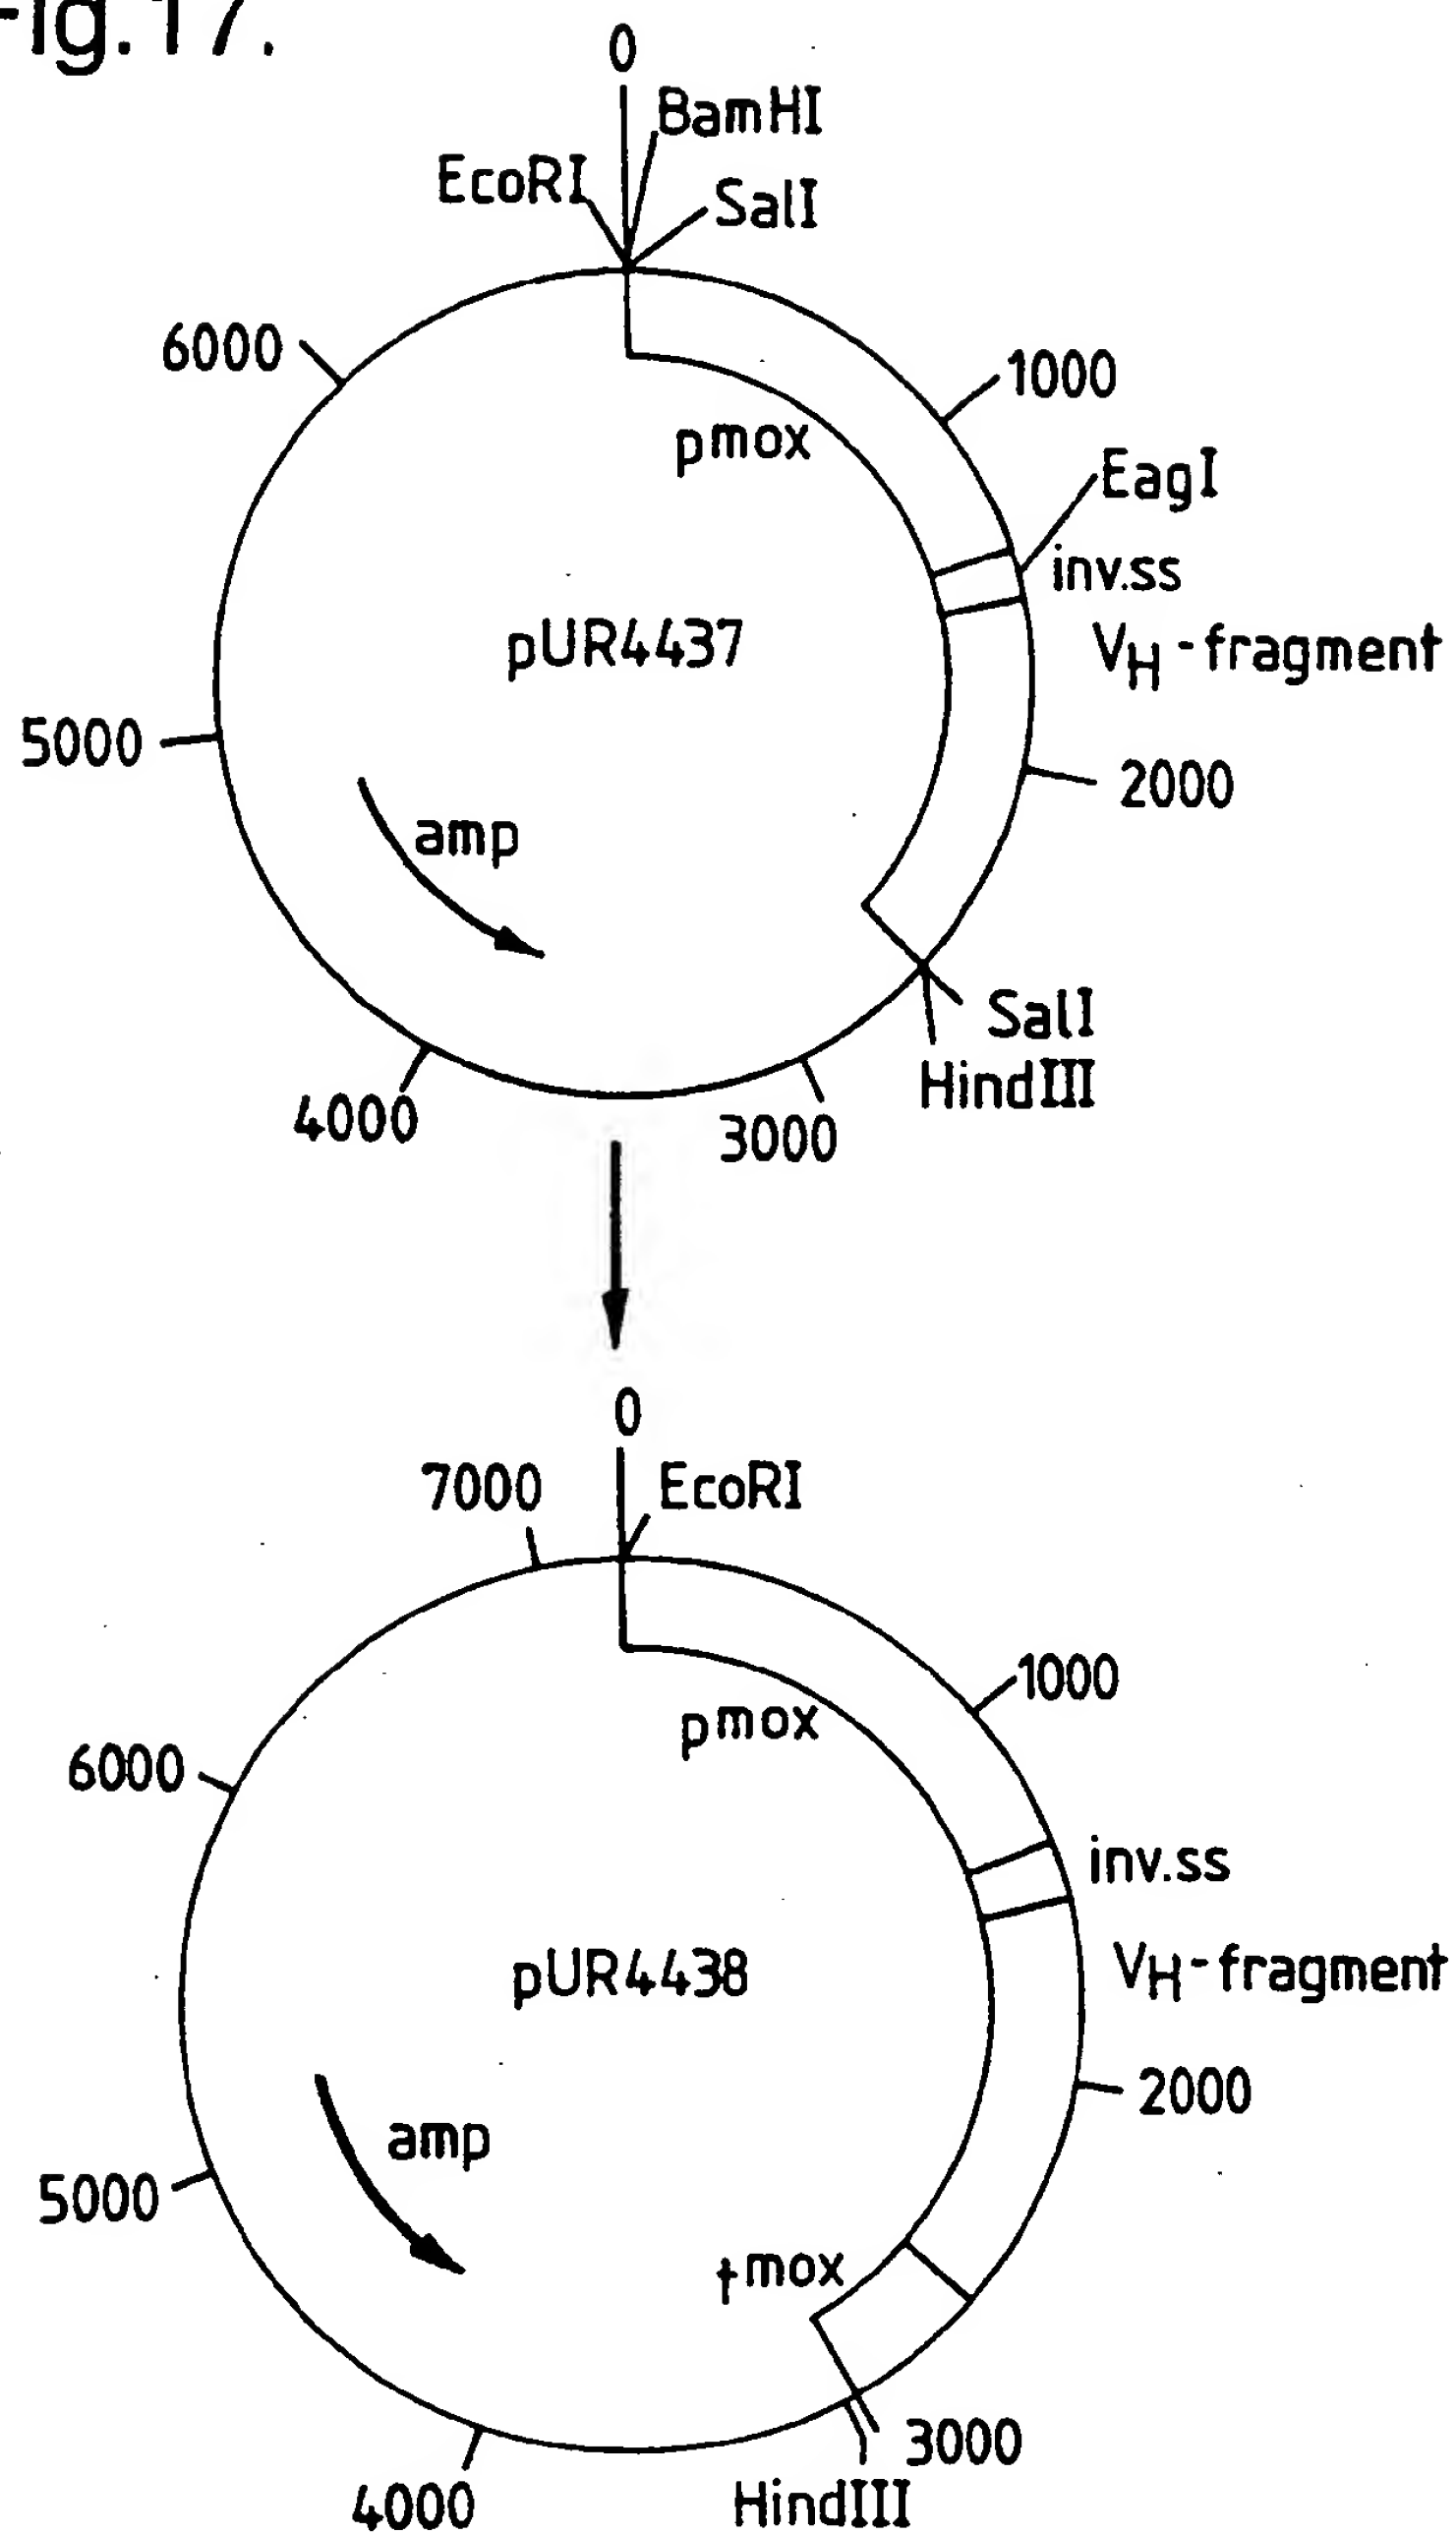 Fig.17.
0
BamHI
EcoRI
SalI
6000
1000
pmox
EagI
inv.ss
pUR4437
VH-fragment
5000
2000
amp
SalI
HindIII
4000
3000
0
7000
EcoRI
1000
pmox
6000
inv.ss
pUR4438
VH-fragment
2000
amp
5000
tmox
3000
HindIII
4000